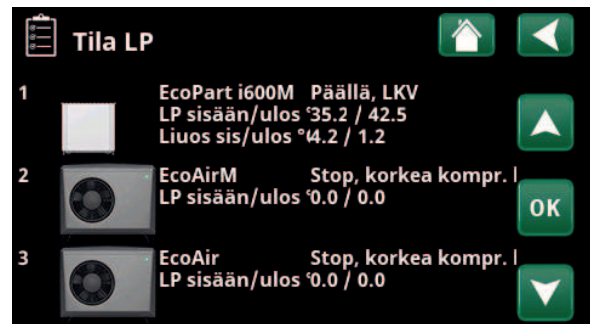 Tila LP
1 EcoPart i600M Päällä, LKV
LP sisään/ulos °35.2 / 42.5
Liuos sis/ulos °(4.2 / 1.2
2 EcoAirM Stop, korkea kompr.
LP sisään/ulos °0.0 / 0.0
OK
3 EcoAir Stop, korkea kompr.
LP sisään/ulos °0.0 / 0.0